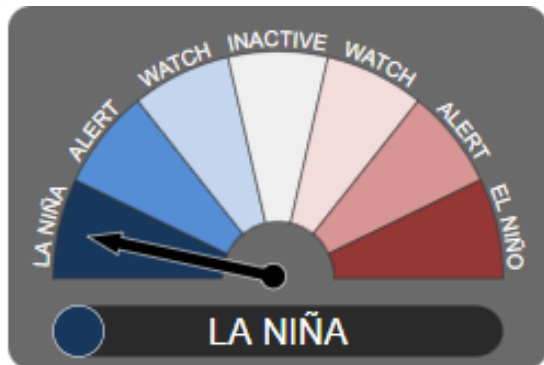 LA NIÑA
ALERT
WATCH
INACTIVE
WATCH
ALERT
EL NIÑO
LA NIÑA